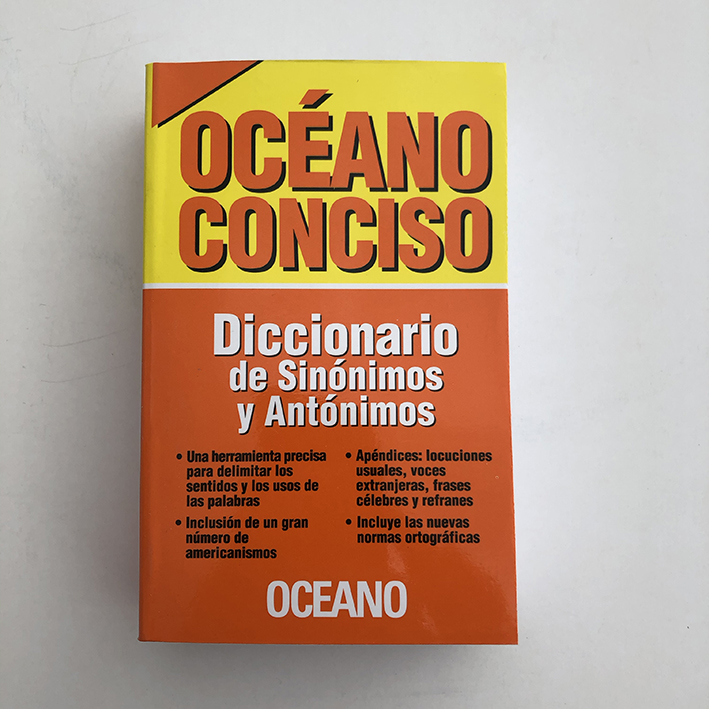 OCÉANO
CONCISO
Diccionario
de Sinónimos
y Antónimos
• Una herramienta precisa
para delimitar los
sentidos y los usos de
las palabras
• Inclusión de un gran
número de
americanismos
• Apéndices: locuciones
usuales, voces
extranjeras, frases
célebres y refranes
• Incluye las nuevas
normas ortográficas
OCEANO